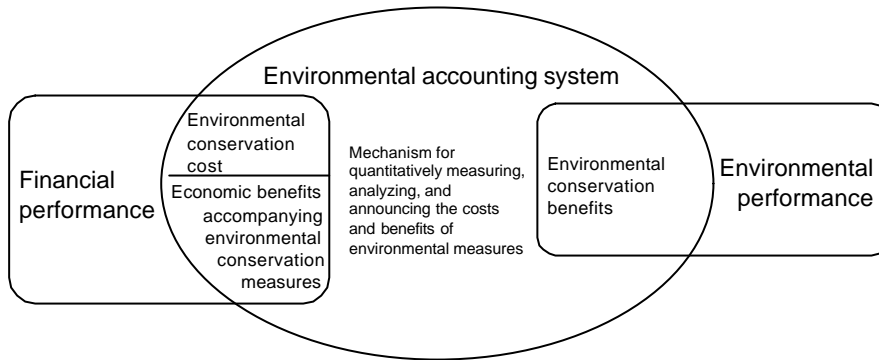 Environmental accounting system
Financial
performance
Environmental
conservation
cost
Economic benefits
accompanying
environmental
conservation
measures
Mechanism for
quantitatively measuring,
analyzing, and
announcing the costs
and benefits of
environmental measures
Environmental
conservation
benefits
Environmental
performance